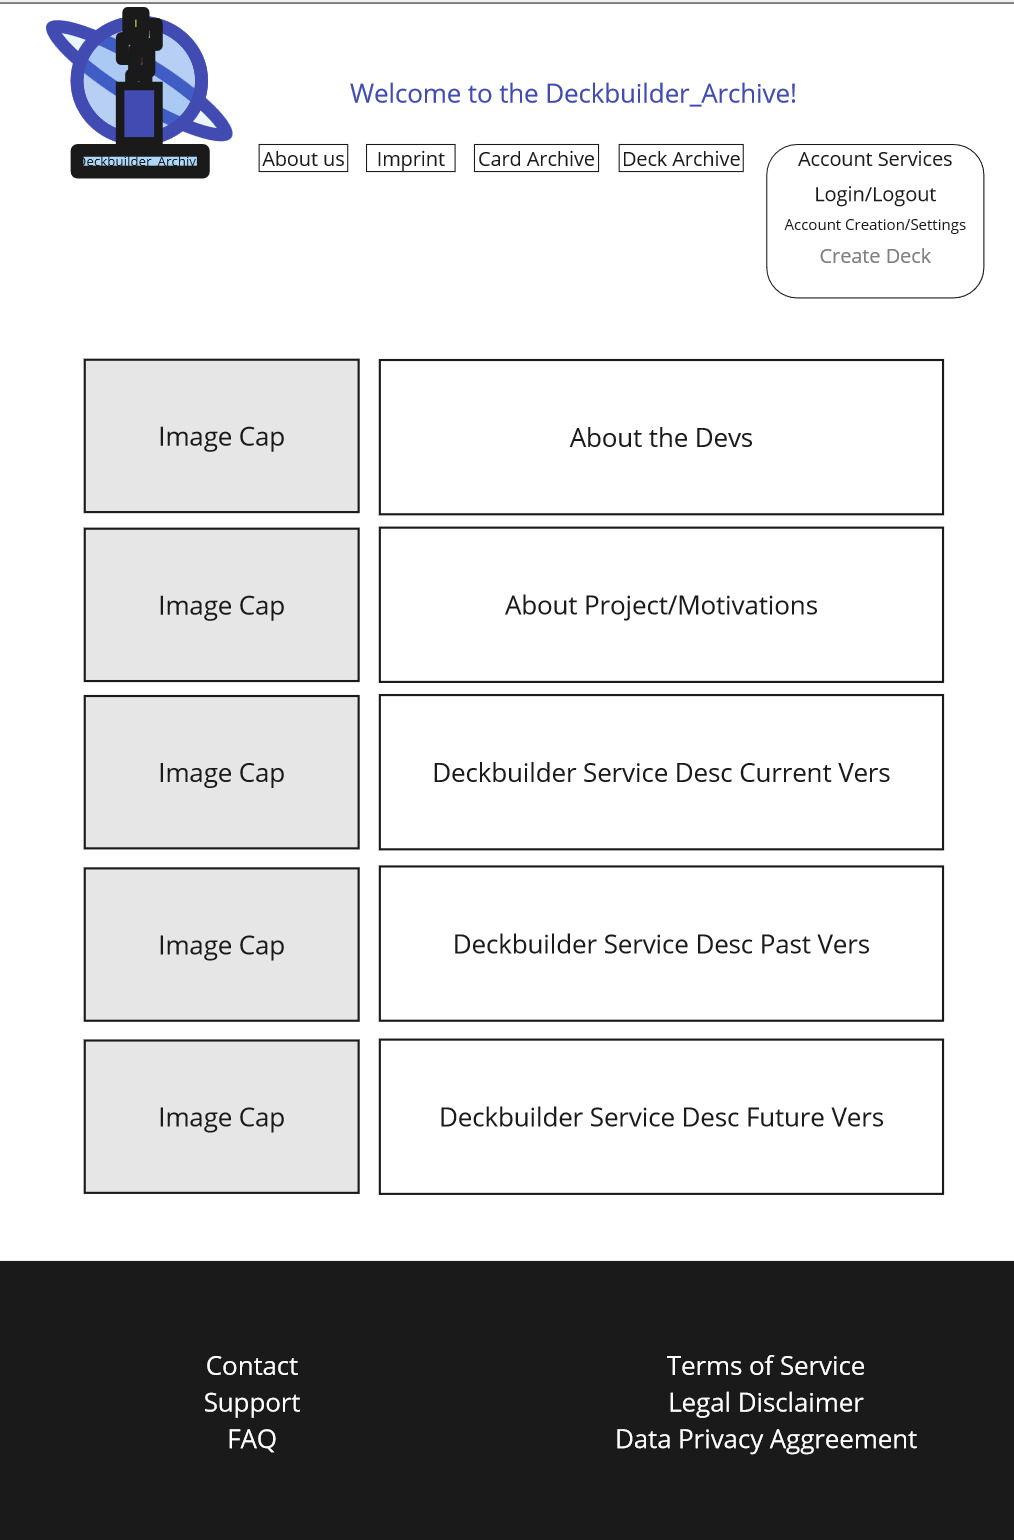 Welcome to the Deckbuilder_Archive!
Deckbuilder_Archiv
About us
Imprint
Card Archive
Deck Archive
Account Services
Login/Logout
Account Creation/Settings
Create Deck
Image Cap
About the Devs
Image Cap
About Project/Motivations
Image Cap
Deckbuilder Service Desc Current Vers
Image Cap
Deckbuilder Service Desc Past Vers
Image Cap
Deckbuilder Service Desc Future Vers
Contact
Support
FAQ
Terms of Service
Legal Disclaimer
Data Privacy Aggreement